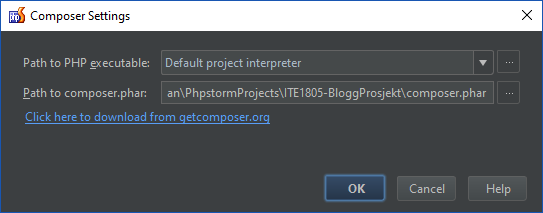 Composer Settings
Path to PHP executable: Default project interpreter
Path to composer.phar: an\PhpstormProjects\ITE1805-BloggProsjekt\composer.phar
Click here to download from getcomposer.org
OK Cancel Help